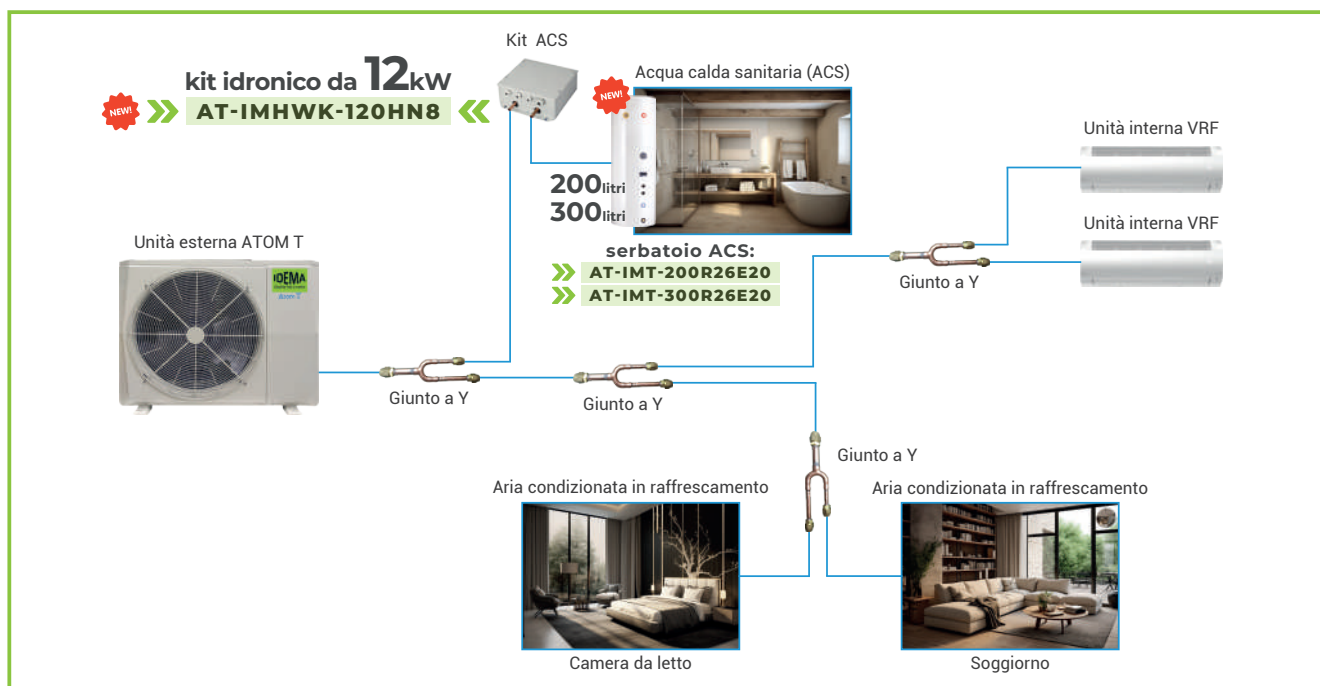 Kit ACS
kit idronico da 12kW
NEW!
AT-IMHWK-120HN8
Acqua calda sanitaria (ACS)
NEW!
200litri
300litri
serbatoio ACS:
AT-IMT-200R26E20
AT-IMT-300R26E20
Unità interna VRF
Unità interna VRF
Giunto a Y
Unità esterna ATOM T
IDEMA
Atom T
Giunto a Y
Giunto a Y
Giunto a Y
Aria condizionata in raffrescamento
Aria condizionata in raffrescamento
Camera da letto
Soggiorno